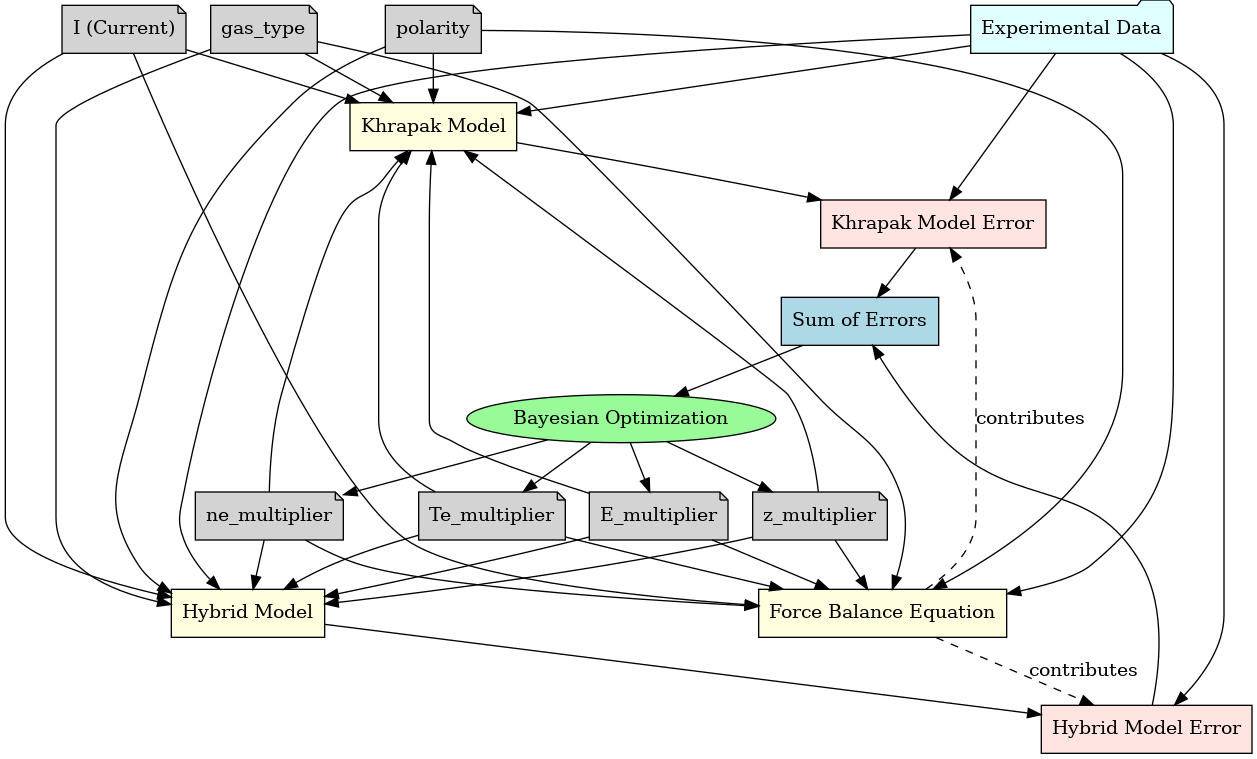 I (Current)
gas_type
polarity
Experimental Data
Khrapak Model
Khrapak Model Error
Sum of Errors
Bayesian Optimization
contributes
ne_multiplier
Te_multiplier
E_multiplier
z_multiplier
Hybrid Model
Force Balance Equation
contributes
Hybrid Model Error